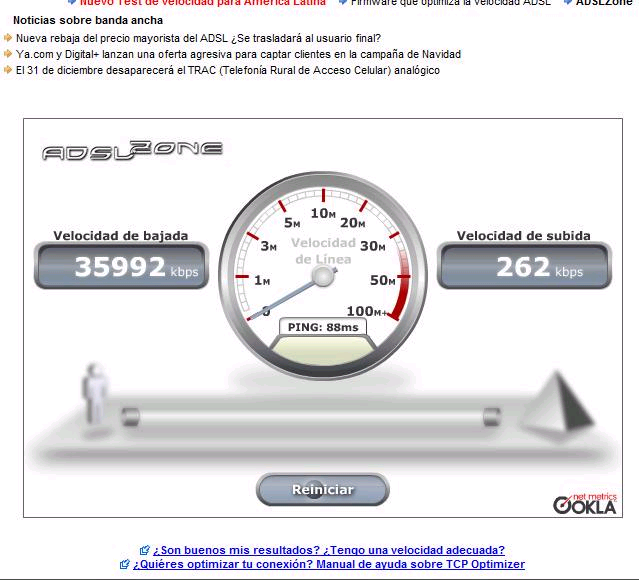 Nuevo Test de velocidad para América Latina Firmware que optimiza la velocidad ADSL ADSLZone
Noticias sobre banda ancha
Nueva rebaja del precio mayorista del ADSL ¿Se trasladará al usuario final?
Ya.com y Digital+ lanzan una oferta agresiva para captar clientes en la campaña de Navidad
El 31 de diciembre desaparecerá el TRAC (Telefonía Rural de Acceso Celular) analógico
ADSLZONE
Velocidad de bajada
35992 kbps
Velocidad de subida
262 kbps
Velocidad
de Línea
0
1M
3M
5M
10M
20M
30M
50M
100M+
PING: 88ms
Reiniciar
net metrics
OOKLA
¿Son buenos mis resultados? ¿Tengo una velocidad adecuada?
¿Quiéres optimizar tu conexión? Manual de ayuda sobre TCP Optimizer